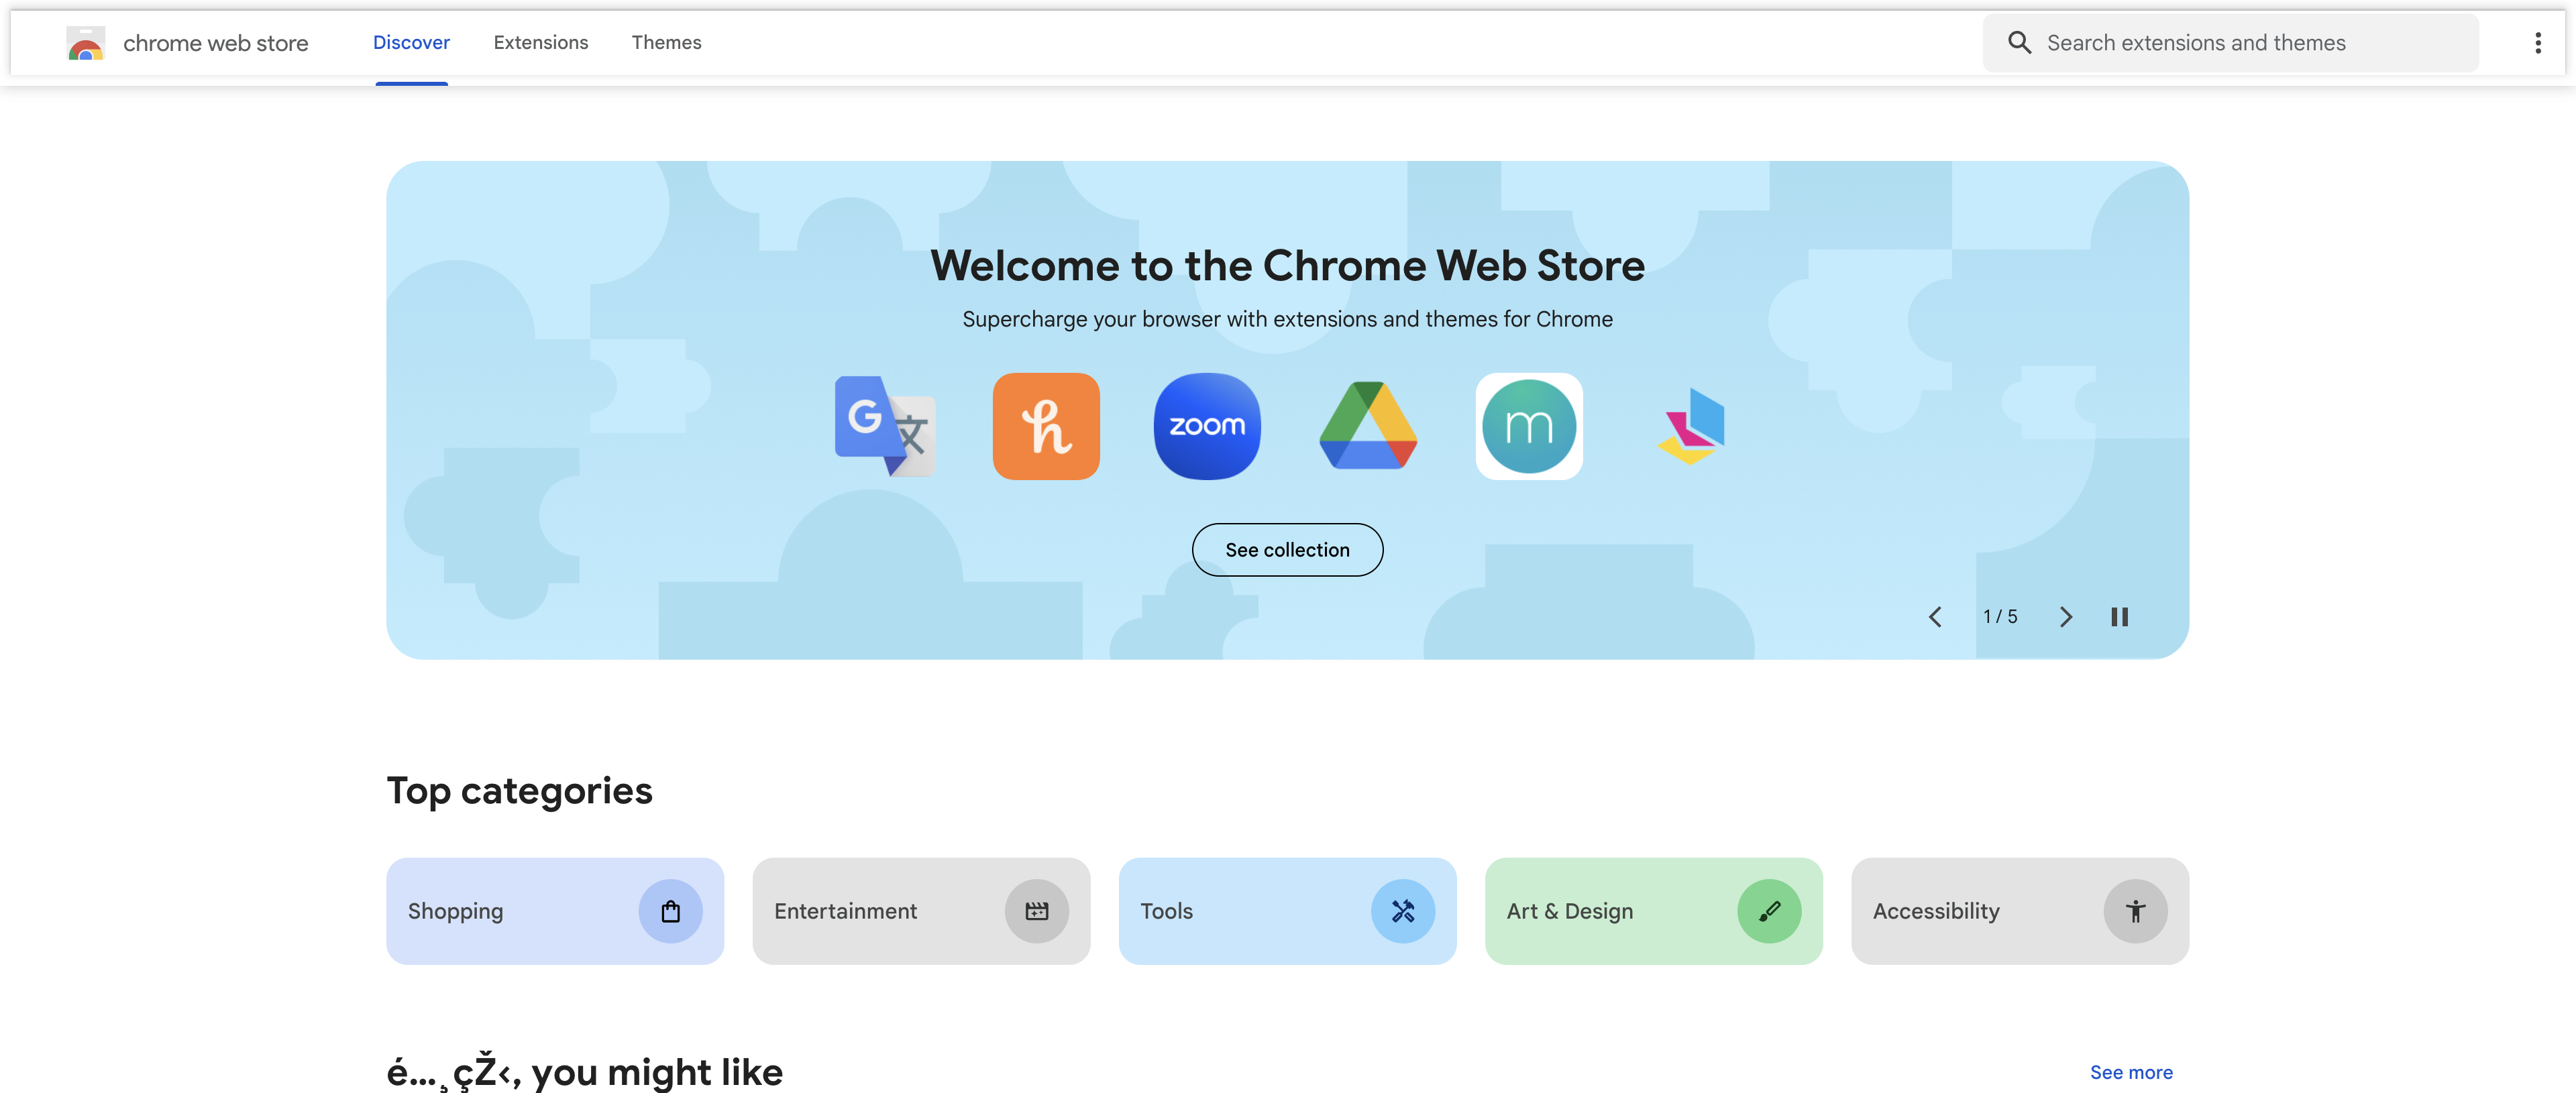 chrome web store
Discover
Extensions
Themes
Search extensions and themes
Welcome to the Chrome Web Store
Supercharge your browser with extensions and themes for Chrome
G 文
h
zoom
m
See collection
1 / 5
Top categories
Shopping
Entertainment
Tools
Art & Design
Accessibility
é…¸çŽ‹, you might like
See more